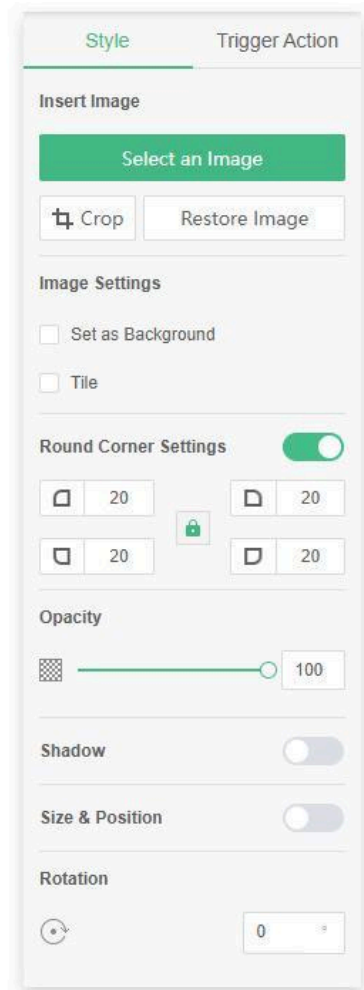 Style Trigger Action
Insert Image
Select an Image
Crop Restore Image
Image Settings
Set as Background
Tile
Round Corner Settings
20 20
20 20
Opacity
100
Shadow
Size & Position
Rotation
0 °